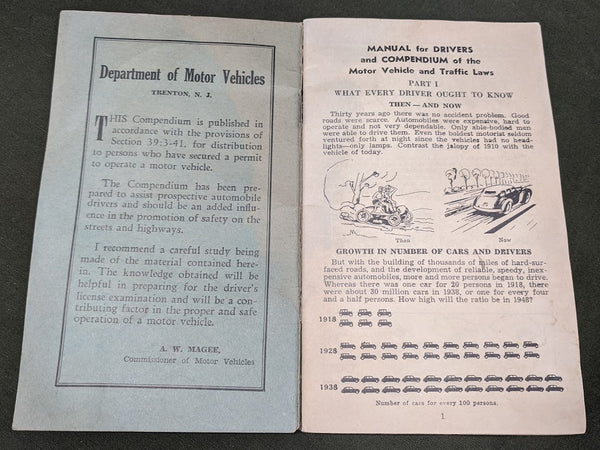 Department of Motor Vehicles
TRENTON, N. J.
THIS Compendium is published in
accordance with the provisions of
Section 39:3-41, for distribution
to persons who have secured a permit
to operate a motor vehicle.
The Compendium has been pre-
pared to assist prospective automobile
drivers and should be an added influ-
ence in the promotion of safety on the
streets and highways.
I recommend a careful study being
made of the material contained here-
in. The knowledge obtained will be
helpful in preparing for the driver's
license examination and will be a con-
tributing factor in the proper and safe
operation of a motor vehicle.
A. W. MAGEE,
Commissioner of Motor Vehicles
MANUAL for DRIVERS
and COMPENDIUM of the
Motor Vehicle and Traffic Laws
PART I
WHAT EVERY DRIVER OUGHT TO KNOW
THEN — AND NOW
Thirty years ago there was no accident problem. Good
roads were scarce. Automobiles were expensive, hard to
operate and not very dependable. Only able-bodied men
were able to drive them. Even the boldest motorist seldom
ventured forth at night since the vehicles had no head-
lights—only lamps. Contrast the jalopy of 1910 with the
vehicle of today.
Then
Now
GROWTH IN NUMBER OF CARS AND DRIVERS
But with the building of thousands of miles of hard-sur-
faced roads, and the development of reliable, speedy, inex-
pensive automobiles, more and more persons began to drive.
Whereas there was one car for 20 persons in 1918, there
were about 30 million cars in 1938, or one for every four
and a half persons. How high will the ratio be in 1948?
1918
1928
1938
Number of cars for every 100 persons.
1